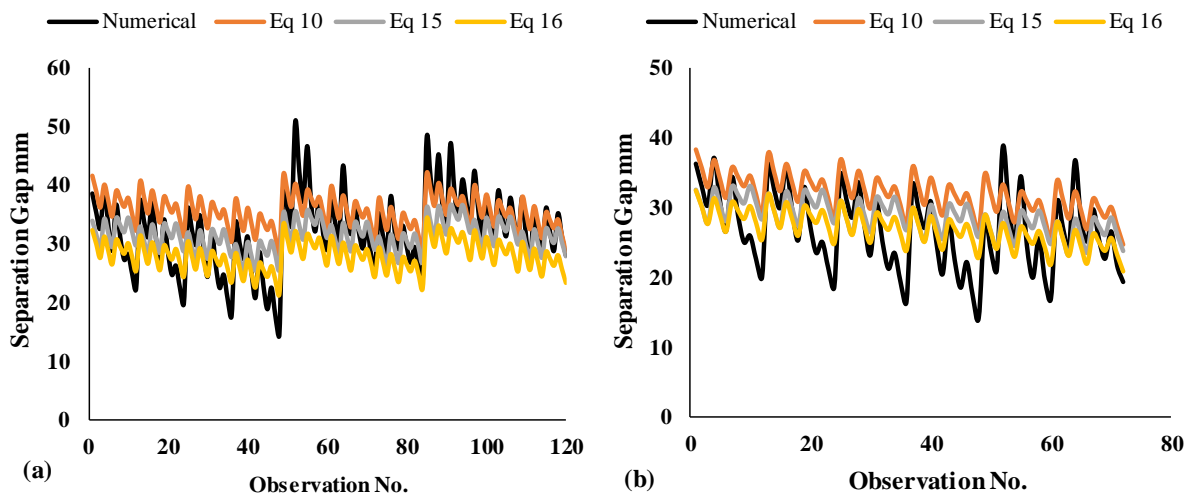 Numerical Eq 10 Eq 15 Eq 16
60
50
40
30
20
10
0
Separation Gap mm
0 20 40 60 80 100 120
Observation No.
(a)
Numerical Eq 10 Eq 15 Eq 16
50
40
30
20
10
0
Separation Gap mm
0 20 40 60 80
Observation No.
(b)